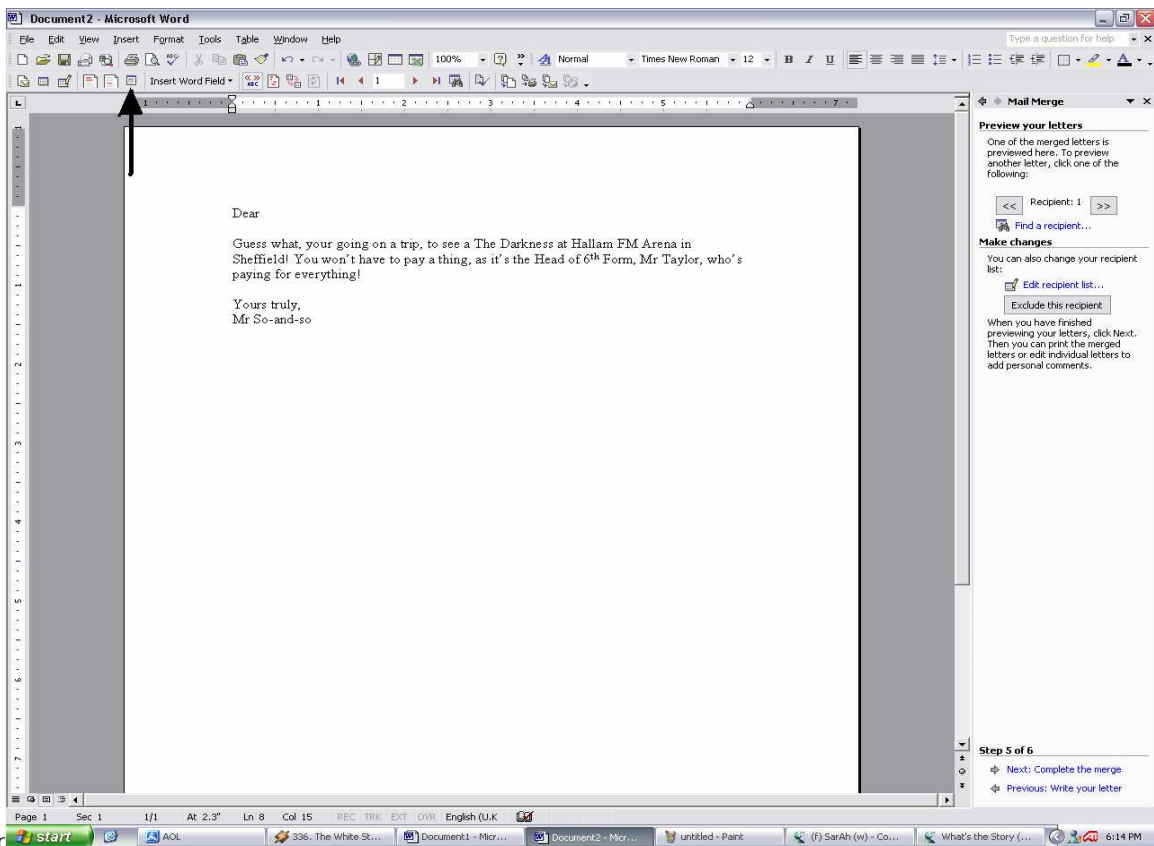 Document2 - Microsoft Word
File Edit View Insert Format Tools Table Window Help
Type a question for help
100% Normal Times New Roman 12 B I U
Insert Word Field 1
1 1 2 3 4 5 7
Mail Merge
Preview your letters
One of the merged letters is
previewed here. To preview
another letter, click one of the
following:
<< Recipient: 1 >>
Find a recipient...
Make changes
You can also change your recipient
list:
Edit recipient list...
Exclude this recipient
When you have finished
previewing your letters, click Next.
Then you can print the merged
letters or edit individual letters to
add personal comments.
Dear
Guess what, your going on a trip, to see a The Darkness at Hallam FM Arena in
Sheffield! You won't have to pay a thing, as it's the Head of 6th Form, Mr Taylor, who's
paying for everything!
Yours truly,
Mr So-and-so
Step 5 of 6
Next: Complete the merge
Previous: Write your letter
Page 1 Sec 1 1/1 At 2.3" Ln 8 Col 15 REC TRK EXT OVR English (U.K
start AOL 336. The White St... Document1 - Micr... Document2 - Micr... untitled - Paint (f) SarAh (w) - Co... What's the Story (... 6:14 PM